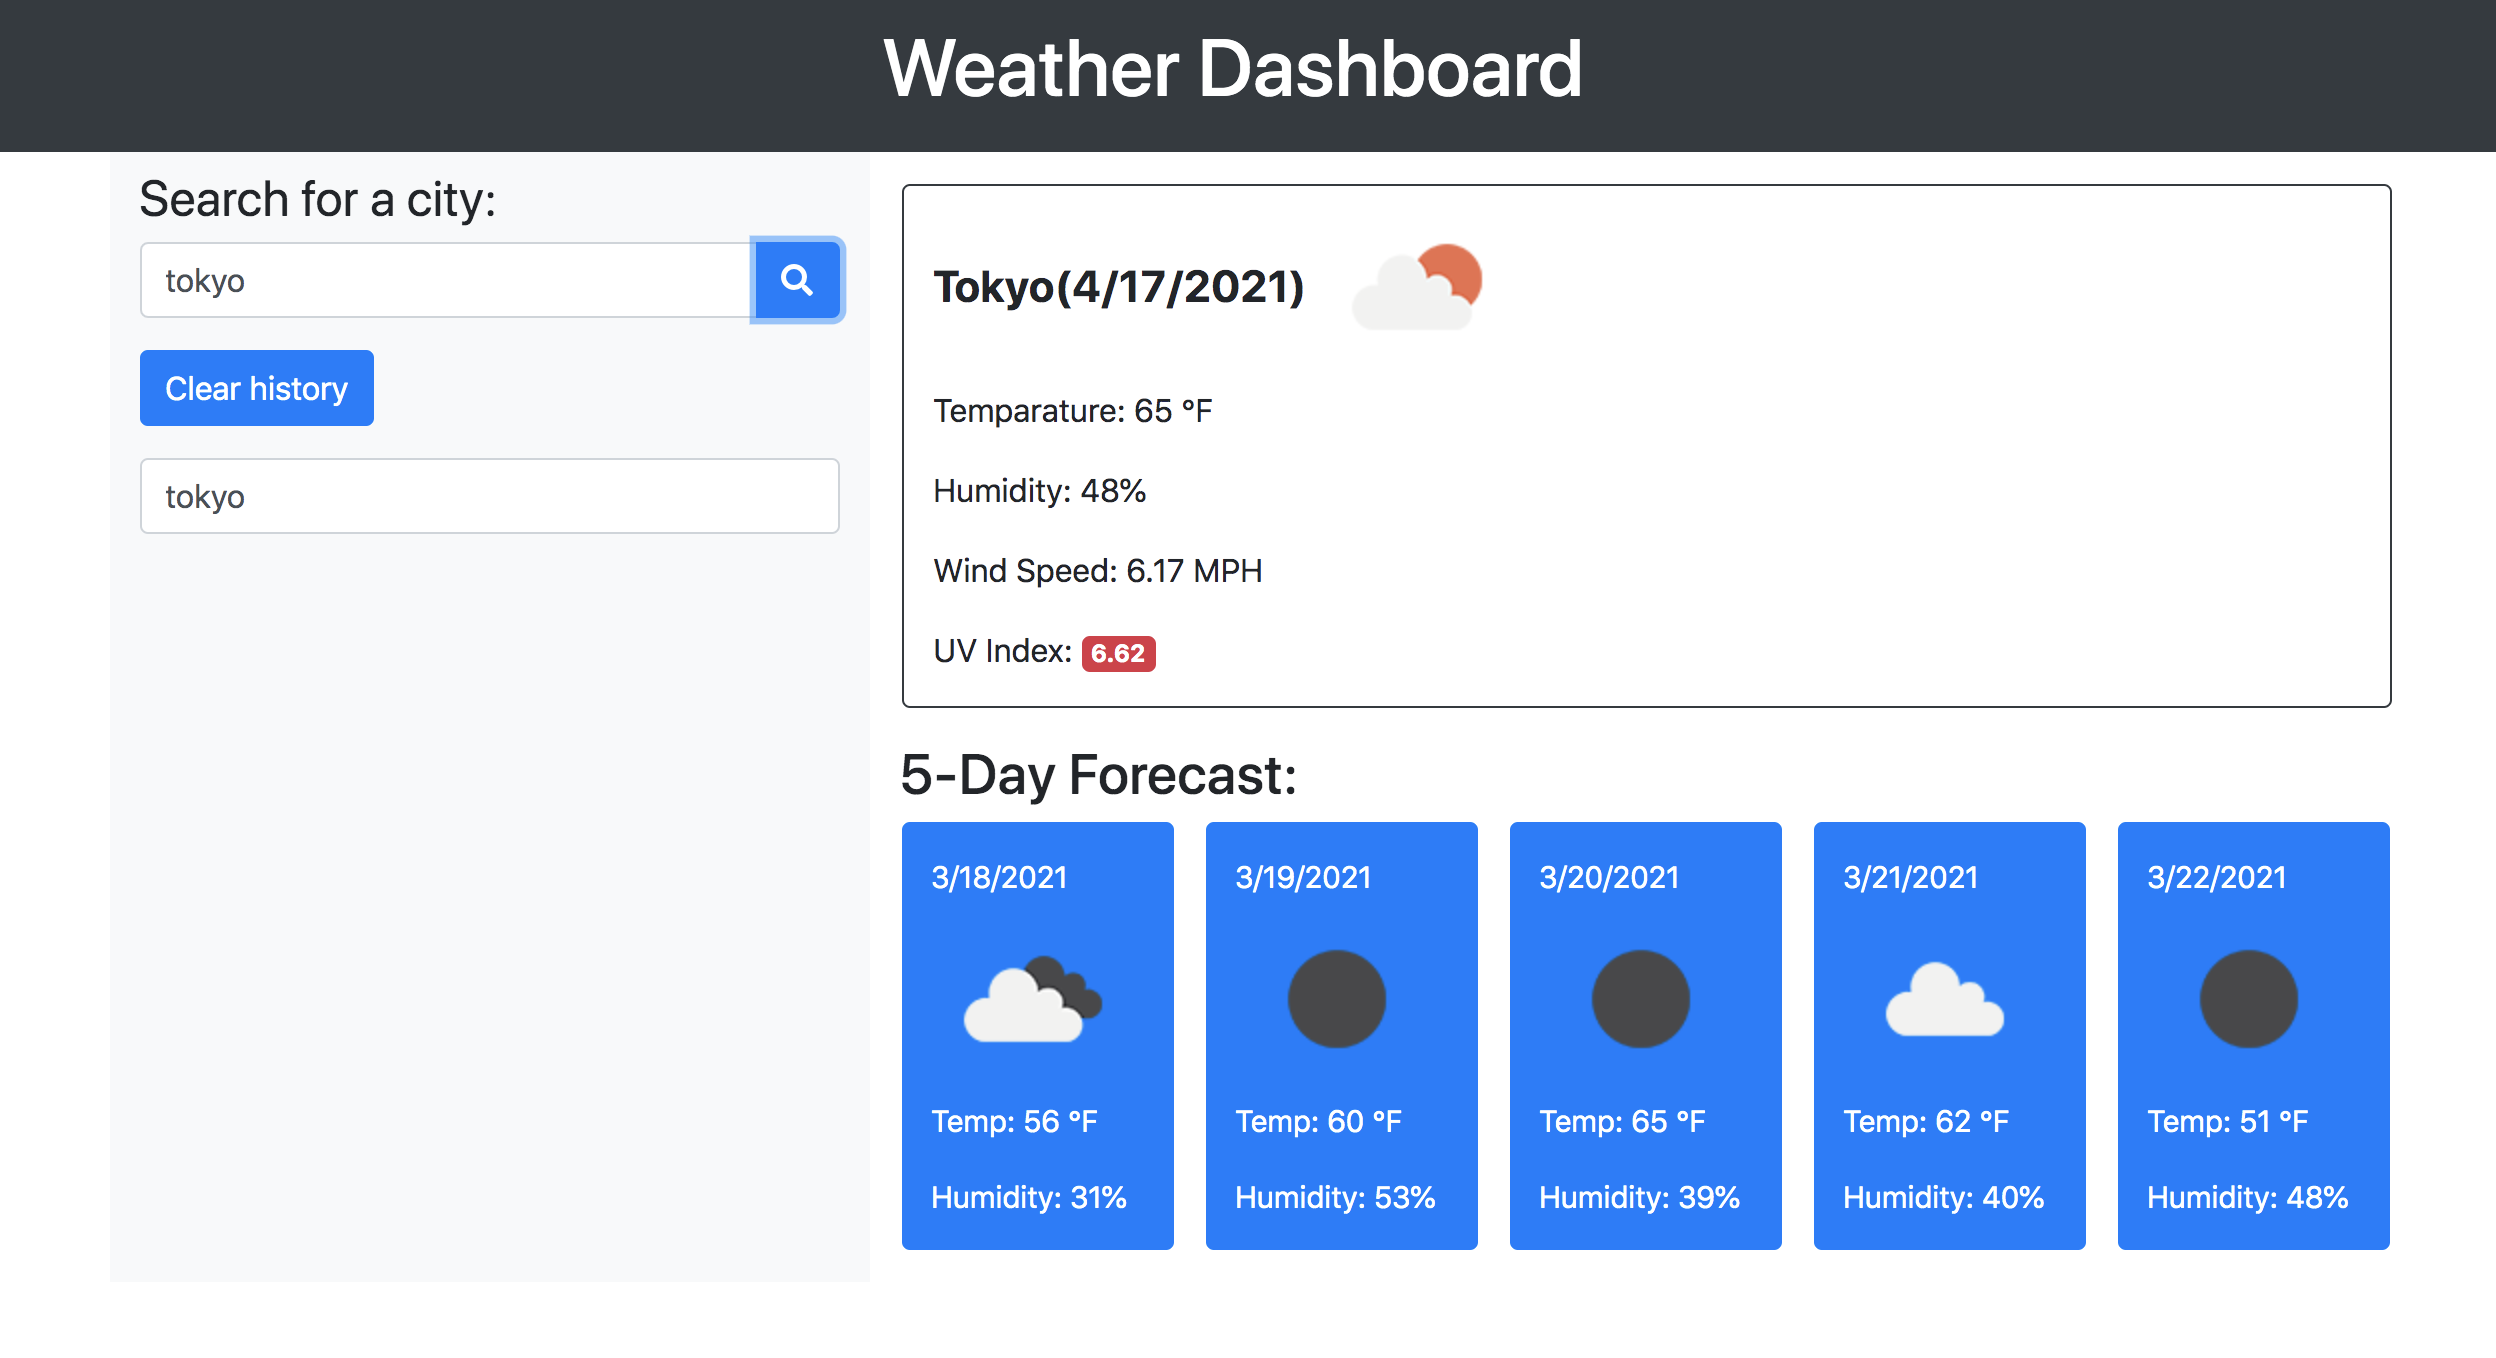 Weather Dashboard
Search for a city:
tokyo
Clear history
tokyo
Tokyo(4/17/2021)
Temparature: 65 °F
Humidity: 48%
Wind Speed: 6.17 MPH
UV Index: 6.62
5-Day Forecast:
3/18/2021
Temp: 56 °F
Humidity: 31%
3/19/2021
Temp: 60 °F
Humidity: 53%
3/20/2021
Temp: 65 °F
Humidity: 39%
3/21/2021
Temp: 62 °F
Humidity: 40%
3/22/2021
Temp: 51 °F
Humidity: 48%